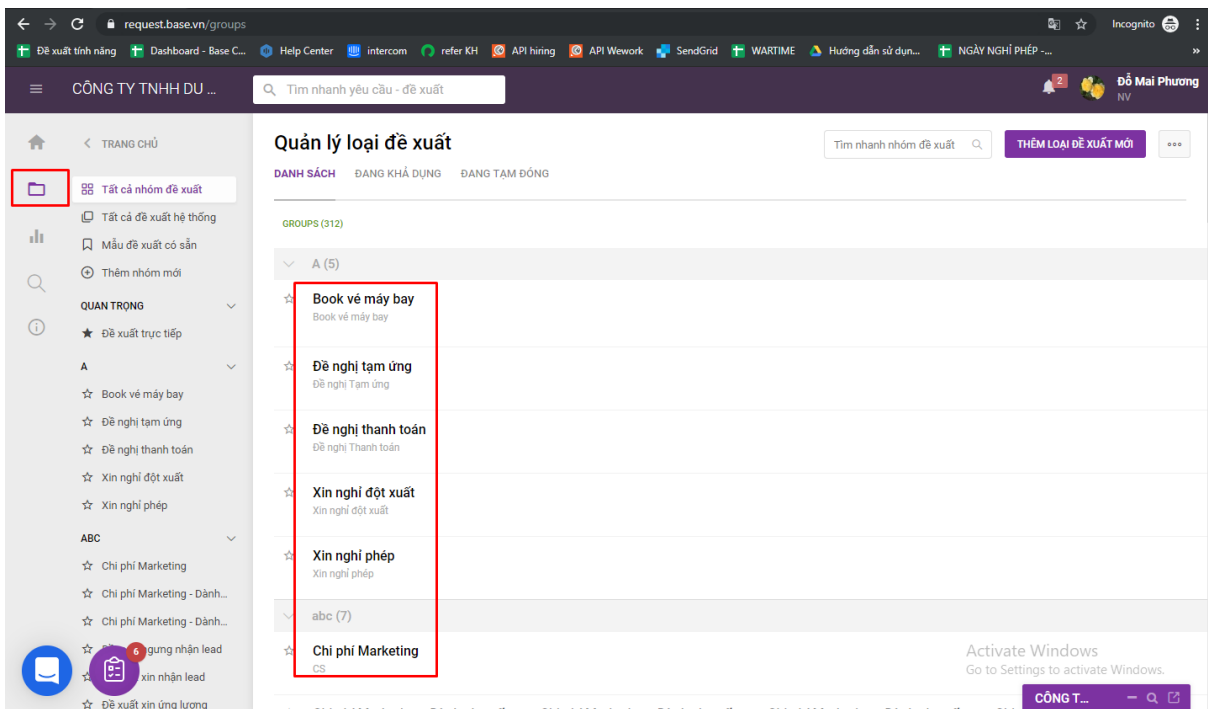 request.base.vn/groups
Incognito
Đề xuất tính năng
Dashboard - Base C...
Help Center
intercom
refer KH
API hiring
API Wework
SendGrid
WARTIME
Hướng dẫn sử dụn...
NGÀY NGHỈ PHÉP -...
»
CÔNG TY TNHH DU ...
Tìm nhanh yêu cầu - đề xuất
2
Đỗ Mai Phương
NV
TRANG CHỦ
Tất cả nhóm đề xuất
Tất cả đề xuất hệ thống
Mẫu đề xuất có sẵn
Thêm nhóm mới
QUAN TRỌNG
Đề xuất trực tiếp
A
Book vé máy bay
Đề nghị tạm ứng
Đề nghị thanh toán
Xin nghỉ đột xuất
Xin nghỉ phép
ABC
Chi phí Marketing
Chi phí Marketing - Dành...
Chi phí Marketing - Dành...
gưng nhận lead
6
xin nhận lead
Đề xuất xin ứng lương
Quản lý loại đề xuất
Tìm nhanh nhóm đề xuất
THÊM LOẠI ĐỀ XUẤT MỚI
DANH SÁCH
ĐANG KHẢ DỤNG
ĐANG TẠM ĐÓNG
GROUPS (312)
A (5)
Book vé máy bay
Book vé máy bay
Đề nghị tạm ứng
Đề nghị Tạm ứng
Đề nghị thanh toán
Đề nghị Thanh toán
Xin nghỉ đột xuất
Xin nghỉ đột xuất
Xin nghỉ phép
Xin nghỉ phép
abc (7)
Chi phí Marketing
CS
Activate Windows
Go to Settings to activate Windows.
CÔNG T...